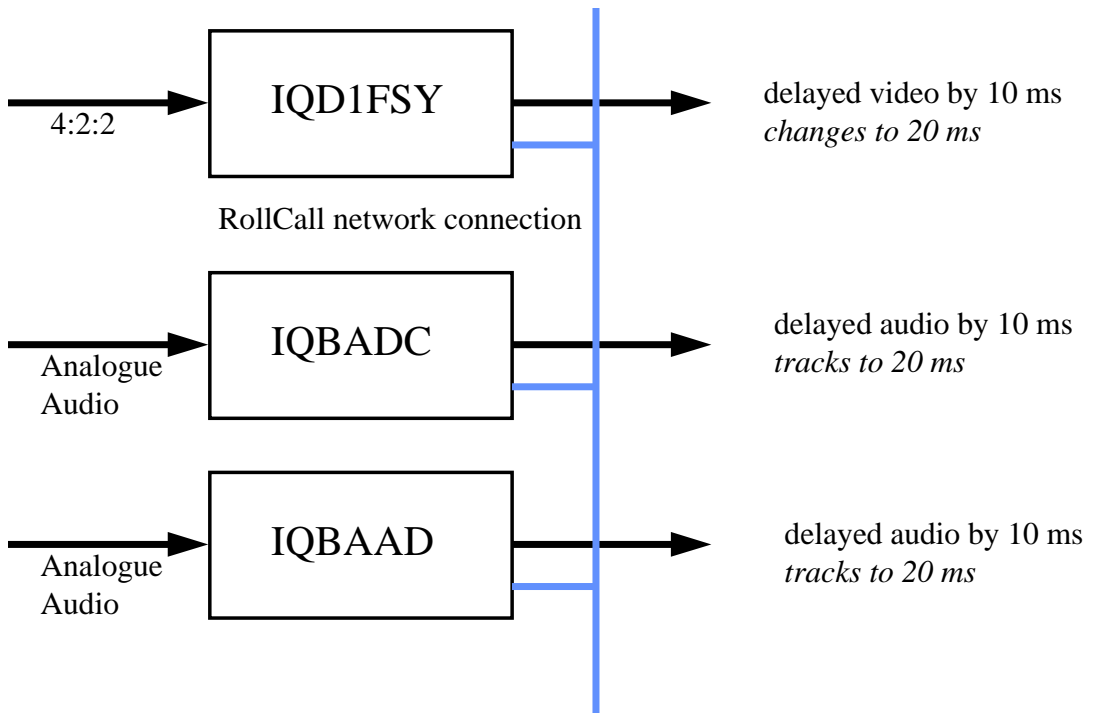 IQD1FSY
4:2:2
delayed video by 10 ms
changes to 20 ms
RollCall network connection
IQBADC
Analogue
Audio
delayed audio by 10 ms
tracks to 20 ms
IQBAAD
Analogue
Audio
delayed audio by 10 ms
tracks to 20 ms